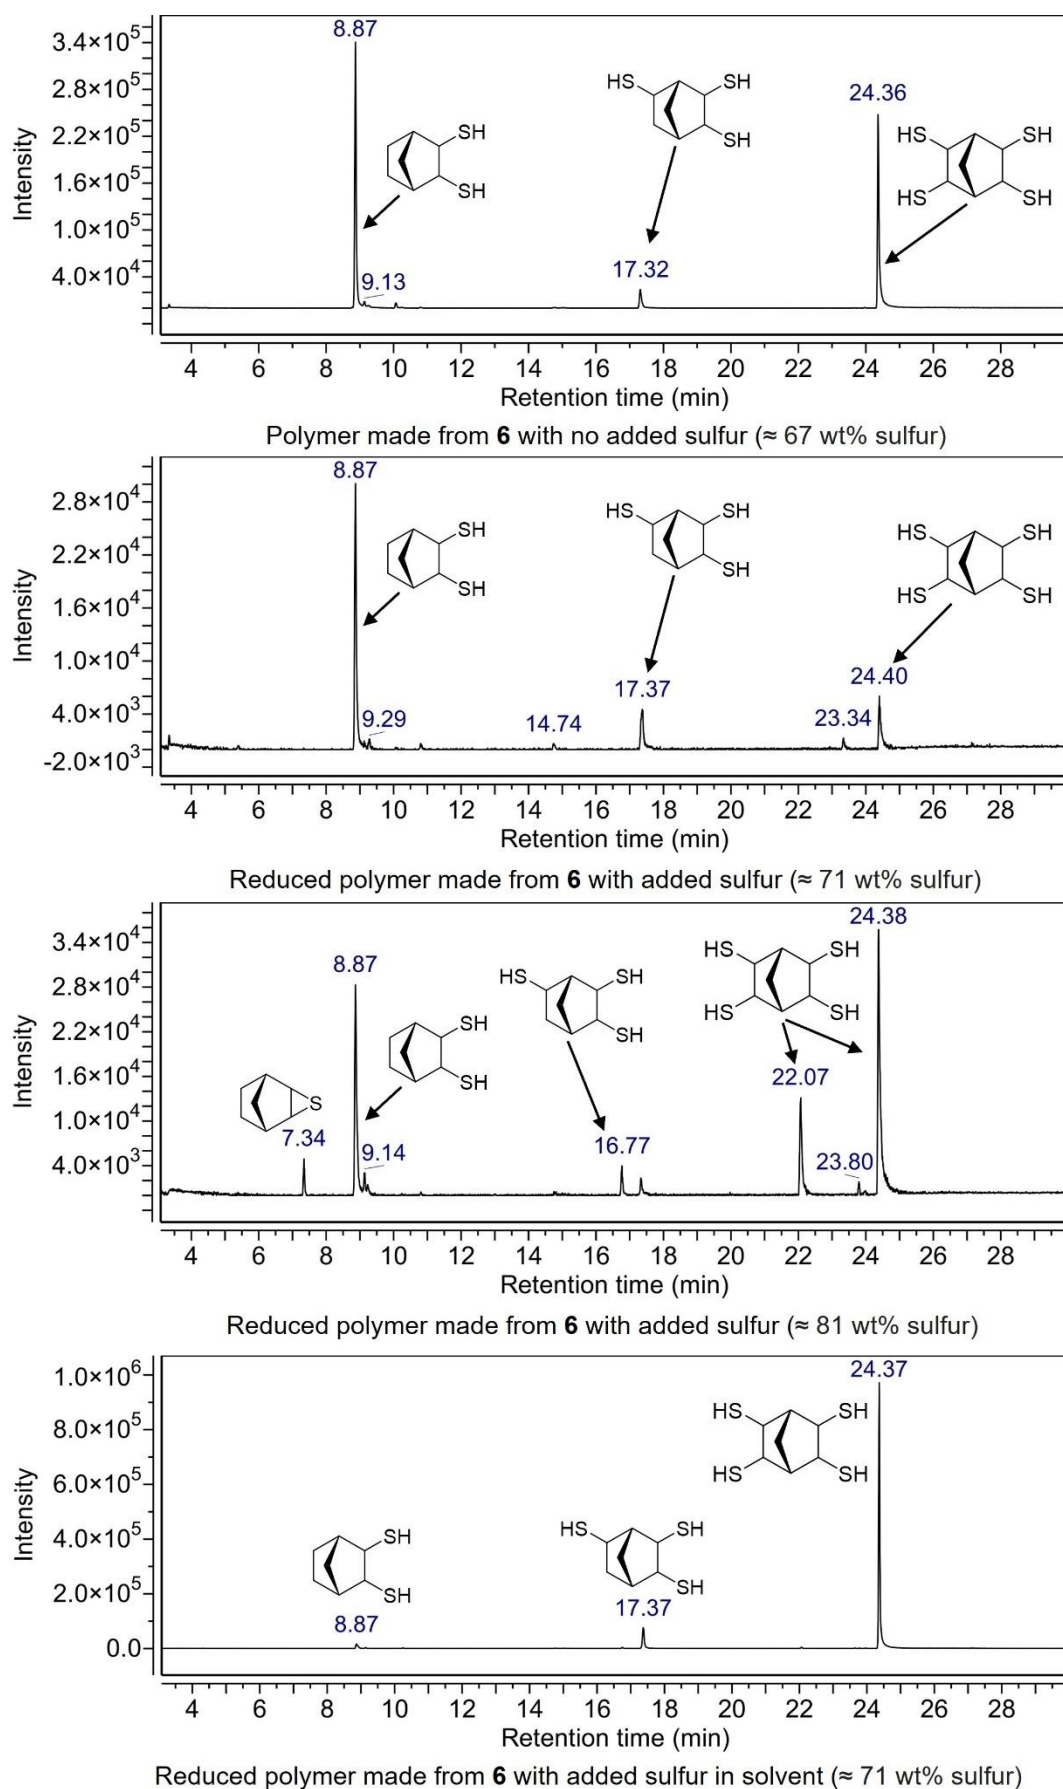 8.87
3.4×10⁵
2.8×10⁵
2.2×10⁵
1.6×10⁵
1.0×10⁵
4.0×10⁴
Intensity
SH
SH
9.13
HS
SH
SH
17.32
24.36
HS
SH
HS
SH
4 6 8 10 12 14 16 18 20 22 24 26 28
Retention time (min)
Polymer made from 6 with no added sulfur (≈ 67 wt% sulfur)
8.87
2.8×10⁴
2.2×10⁴
1.6×10⁴
1.0×10⁴
4.0×10³
-2.0×10³
Intensity
SH
SH
9.29
14.74
HS
SH
SH
17.37
HS
SH
HS
SH
24.40
23.34
4 6 8 10 12 14 16 18 20 22 24 26 28
Retention time (min)
Reduced polymer made from 6 with added sulfur (≈ 71 wt% sulfur)
24.38
3.4×10⁴
2.8×10⁴
2.2×10⁴
1.6×10⁴
1.0×10⁴
4.0×10³
Intensity
8.87
S
7.34
SH
SH
9.14
HS
SH
SH
16.77
HS
SH
HS
SH
22.07
23.80
4 6 8 10 12 14 16 18 20 22 24 26 28
Retention time (min)
Reduced polymer made from 6 with added sulfur (≈ 81 wt% sulfur)
24.37
1.0×10⁶
8.0×10⁵
6.0×10⁵
4.0×10⁵
2.0×10⁵
0.0
Intensity
SH
SH
8.87
HS
SH
SH
17.37
HS
SH
HS
SH
4 6 8 10 12 14 16 18 20 22 24 26 28
Retention time (min)
Reduced polymer made from 6 with added sulfur in solvent (≈ 71 wt% sulfur)